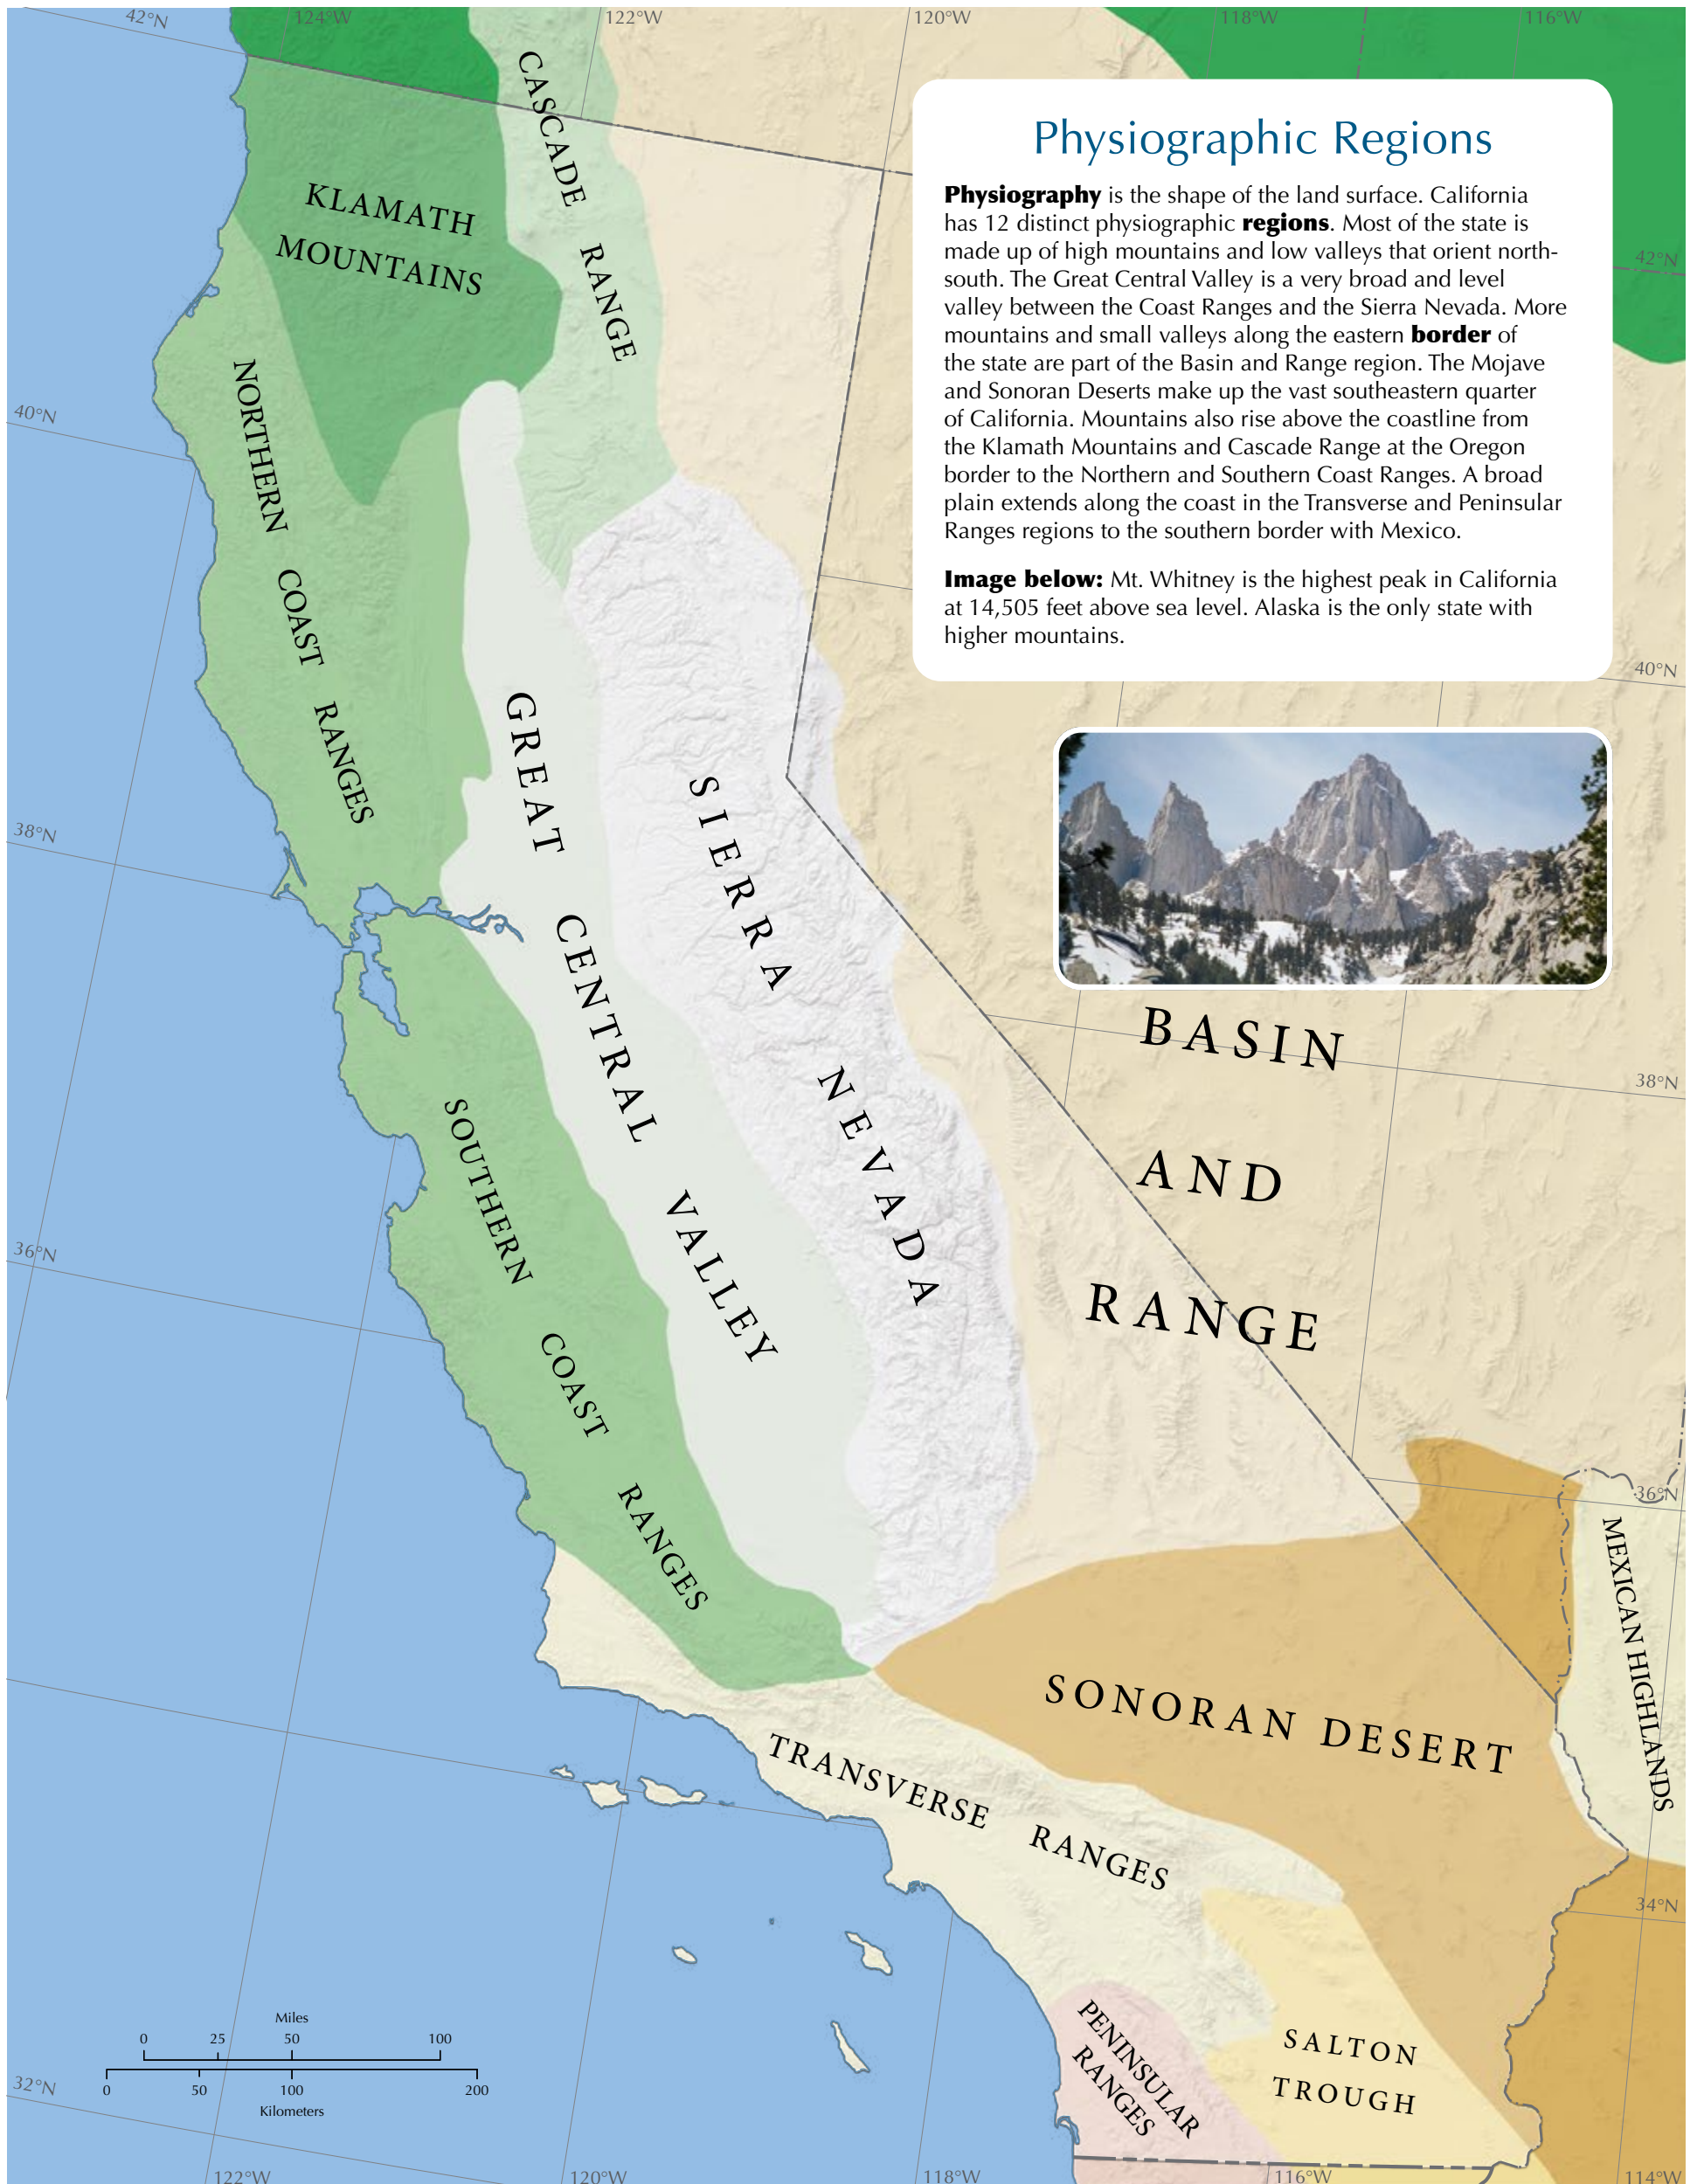 42°N
124°W
122°W
120°W
118°W
116°W
CASCADE RANGE
KLAMATH
MOUNTAINS
Physiographic Regions
Physiography is the shape of the land surface. California
has 12 distinct physiographic regions. Most of the state is
made up of high mountains and low valleys that orient north-
south. The Great Central Valley is a very broad and level
valley between the Coast Ranges and the Sierra Nevada. More
mountains and small valleys along the eastern border of
the state are part of the Basin and Range region. The Mojave
and Sonoran Deserts make up the vast southeastern quarter
of California. Mountains also rise above the coastline from
the Klamath Mountains and Cascade Range at the Oregon
border to the Northern and Southern Coast Ranges. A broad
plain extends along the coast in the Transverse and Peninsular
Ranges regions to the southern border with Mexico.
Image below: Mt. Whitney is the highest peak in California
at 14,505 feet above sea level. Alaska is the only state with
higher mountains.
42°N
40°N
NORTHERN COAST RANGES
40°N
GREAT CENTRAL VALLEY
SIERRA NEVADA
38°N
BASIN
AND
RANGE
38°N
SOUTHERN COAST RANGES
36°N
36°N
MEXICAN HIGHLANDS
SONORAN DESERT
TRANSVERSE RANGES
34°N
PENINSULAR
RANGES
SALTON
TROUGH
Miles
0 25 50 100
0 50 100 200
Kilometers
32°N
122°W
120°W
118°W
116°W
114°W